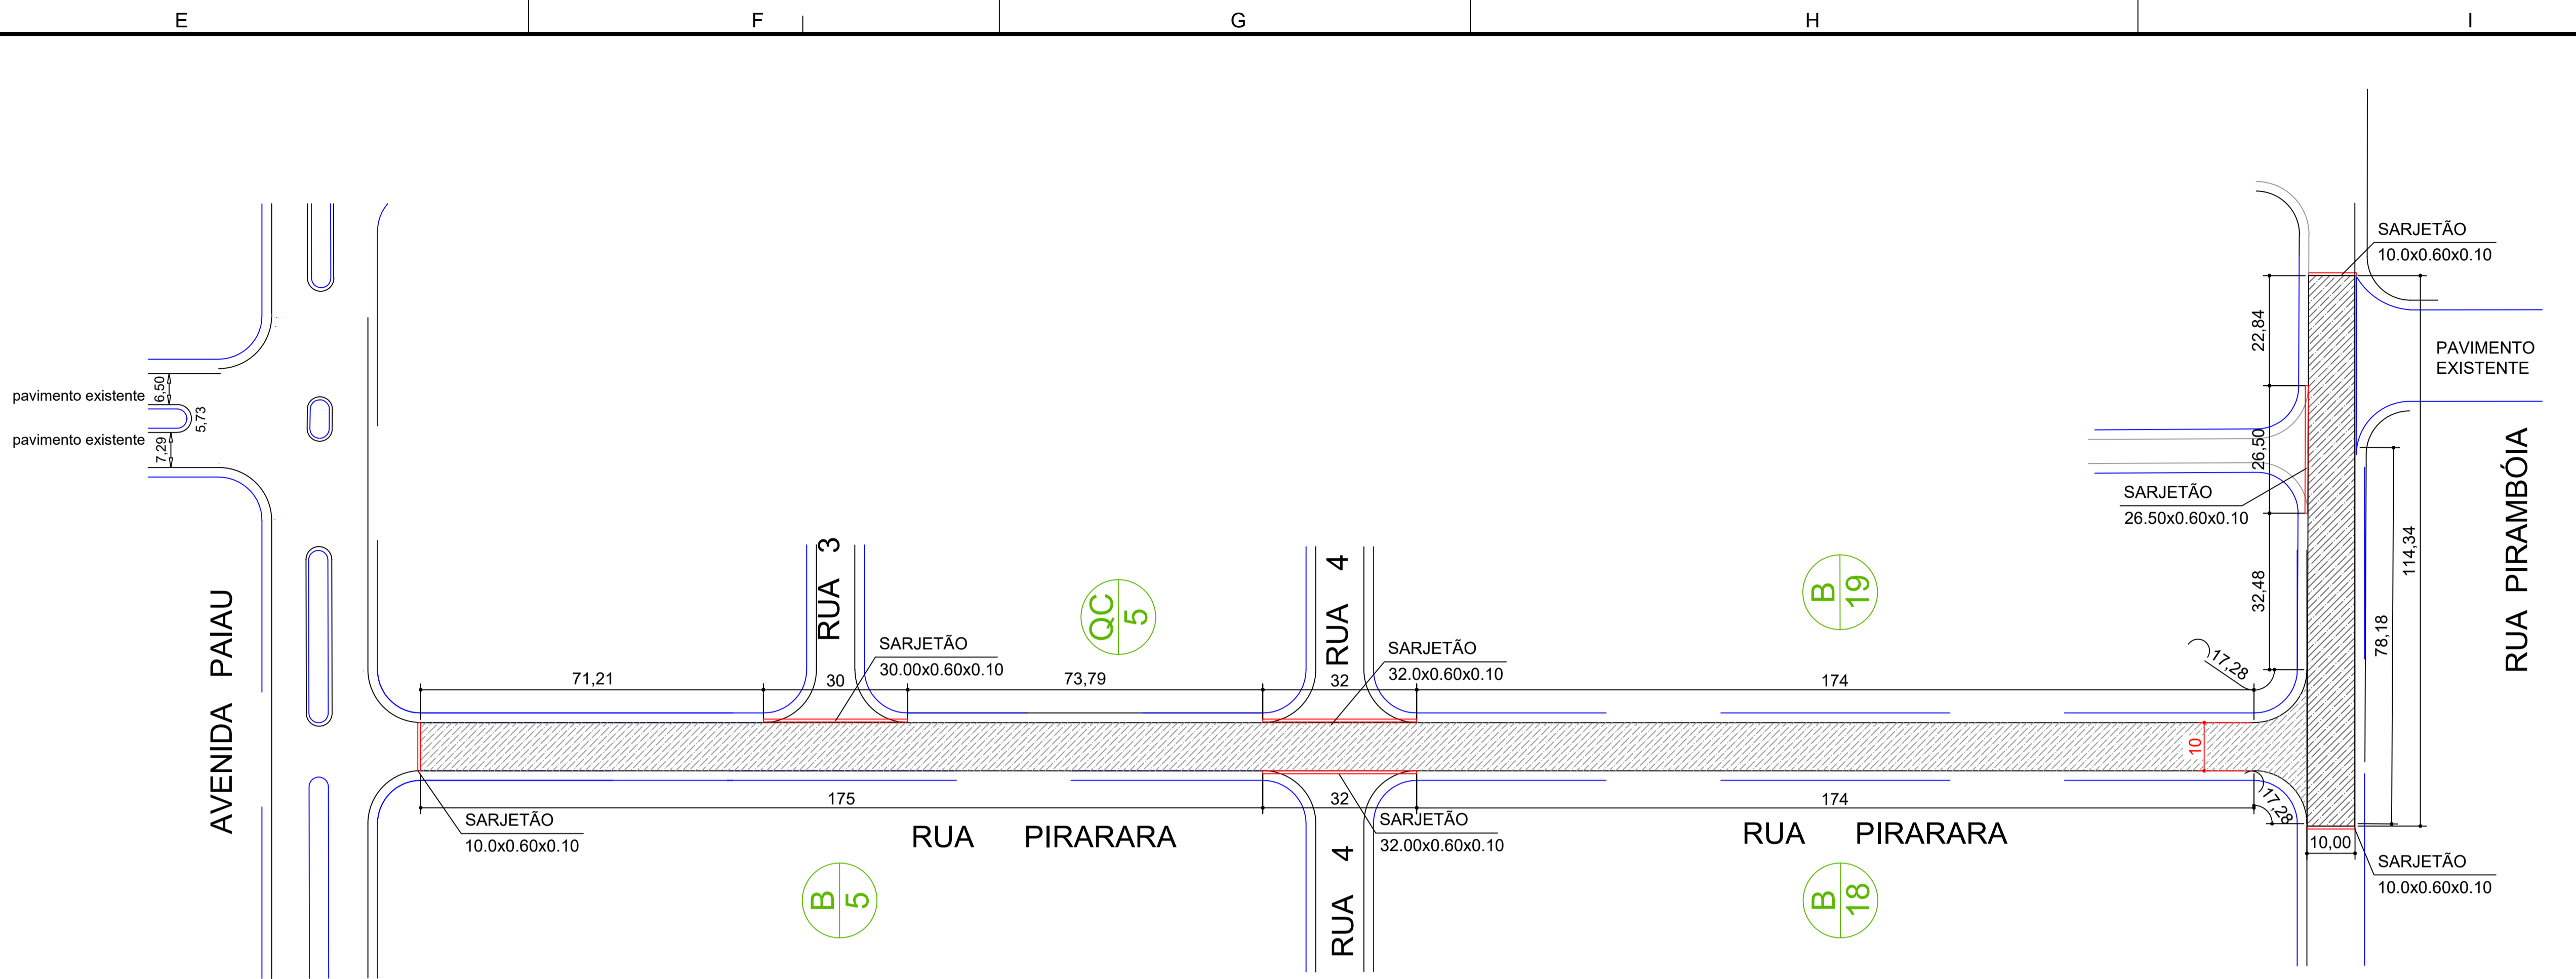 E
F
G
H
I
SARJETÃO
10.0x0.60x0.10
22,84
PAVIMENTO
EXISTENTE
6,50
pavimento existente
5,73
pavimento existente
7,29
26,50
SARJETÃO
26.50x0.60x0.10
RUA PIRAMBÓIA
114,34
32,48
78,18
AVENIDA PAIAU
RUA 3
QC
5
RUA 4
B
19
SARJETÃO
30.00x0.60x0.10
SARJETÃO
32.0x0.60x0.10
17,28
71,21
30
73,79
32
174
10
175
32
174
17,28
SARJETÃO
10.0x0.60x0.10
RUA PIRARARA
SARJETÃO
32.00x0.60x0.10
RUA PIRARARA
10,00
SARJETÃO
10.0x0.60x0.10
B
5
RUA 4
B
18